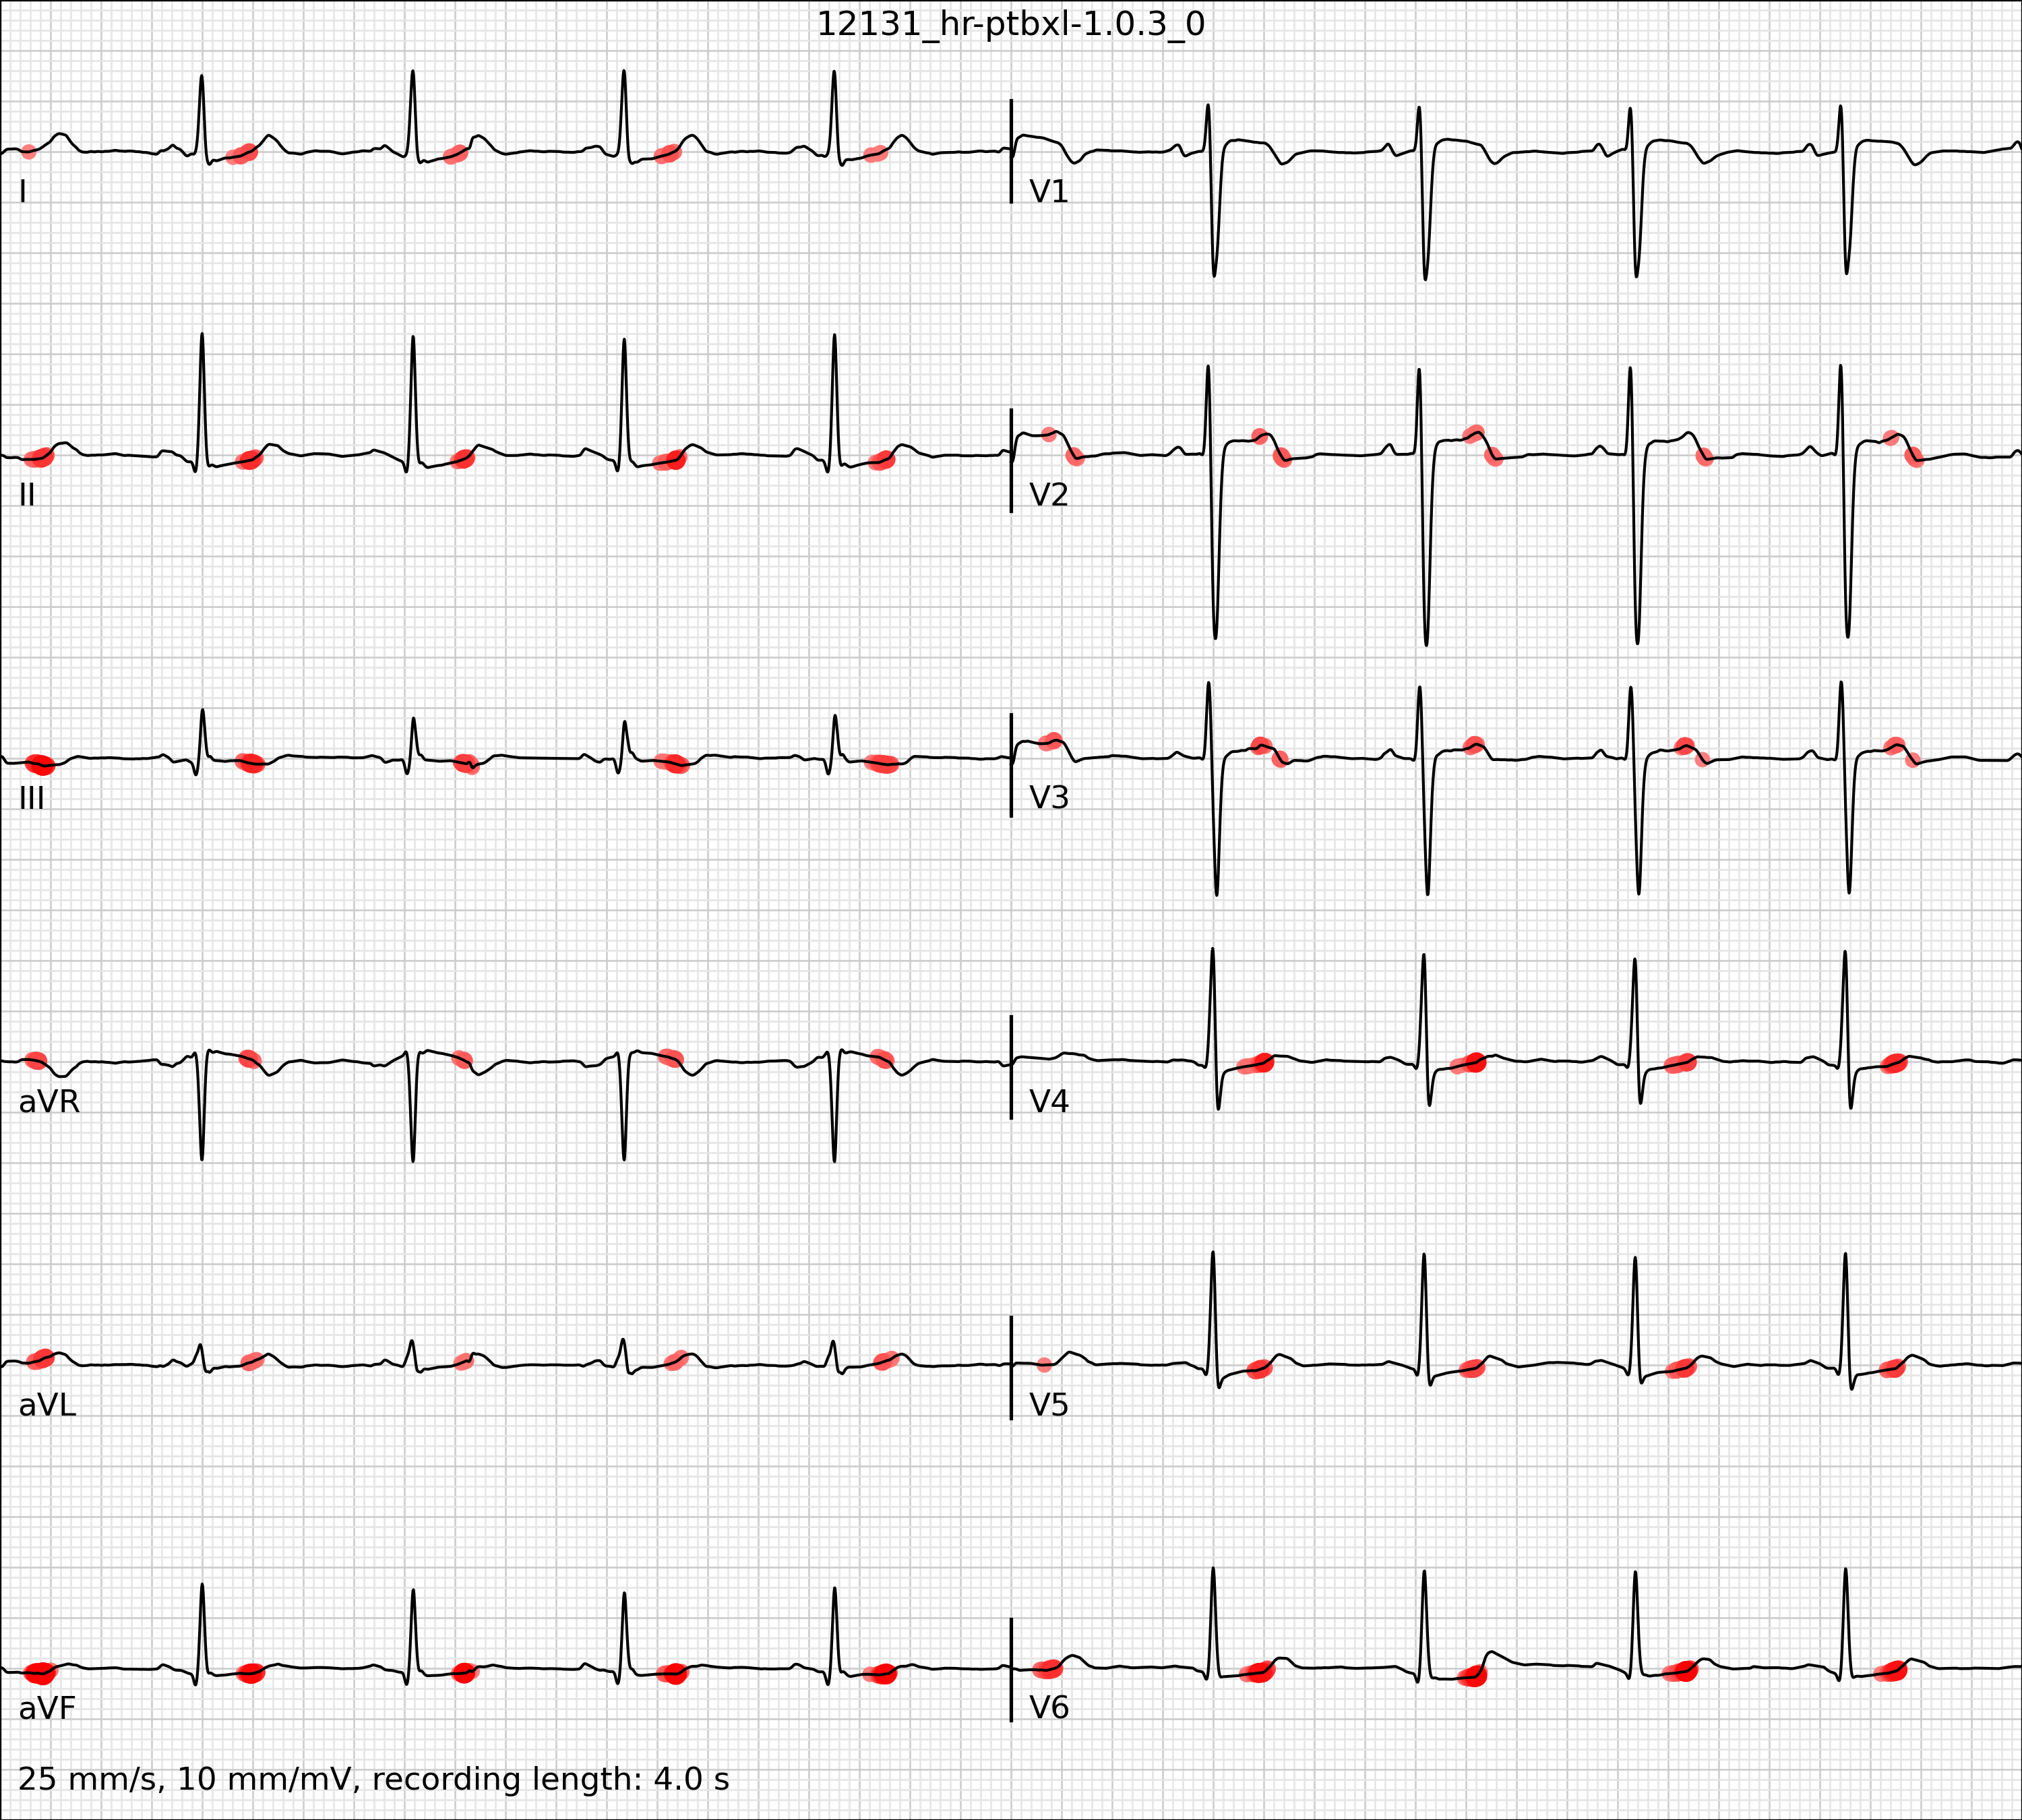 12131_hr-ptbxl-1.0.3_0
I
V1
II
V2
III
V3
aVR
V4
aVL
V5
aVF
V6
25 mm/s, 10 mm/mV, recording length: 4.0 s